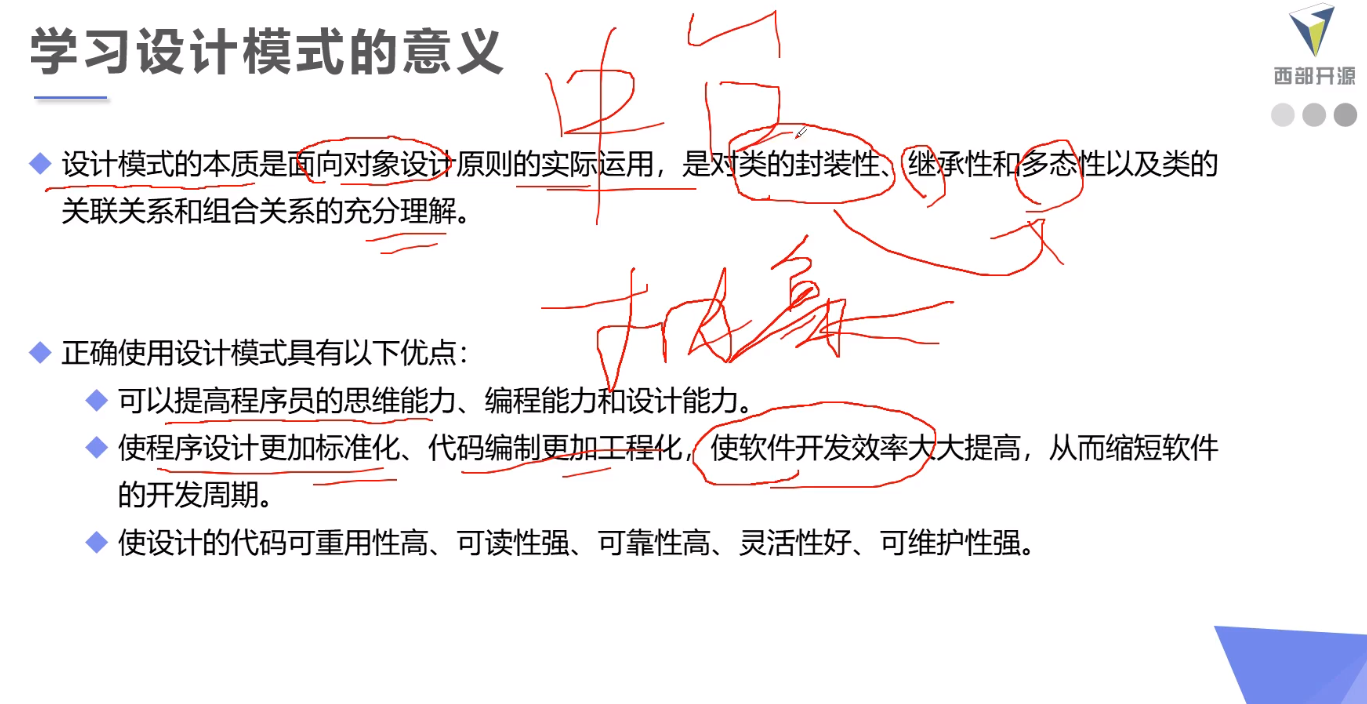 学习设计模式的意义
西部开源
设计模式的本质是面向对象设计原则的实际运用，是对类的封装性、继承性和多态性以及类的
关联关系和组合关系的充分理解。
抽象
正确使用设计模式具有以下优点：
可以提高程序员的思维能力、编程能力和设计能力。
使程序设计更加标准化、代码编制更加工程化，使软件开发效率大大提高，从而缩短软件
的开发周期。
使设计的代码可重用性高、可读性强、可靠性高、灵活性好、可维护性强。